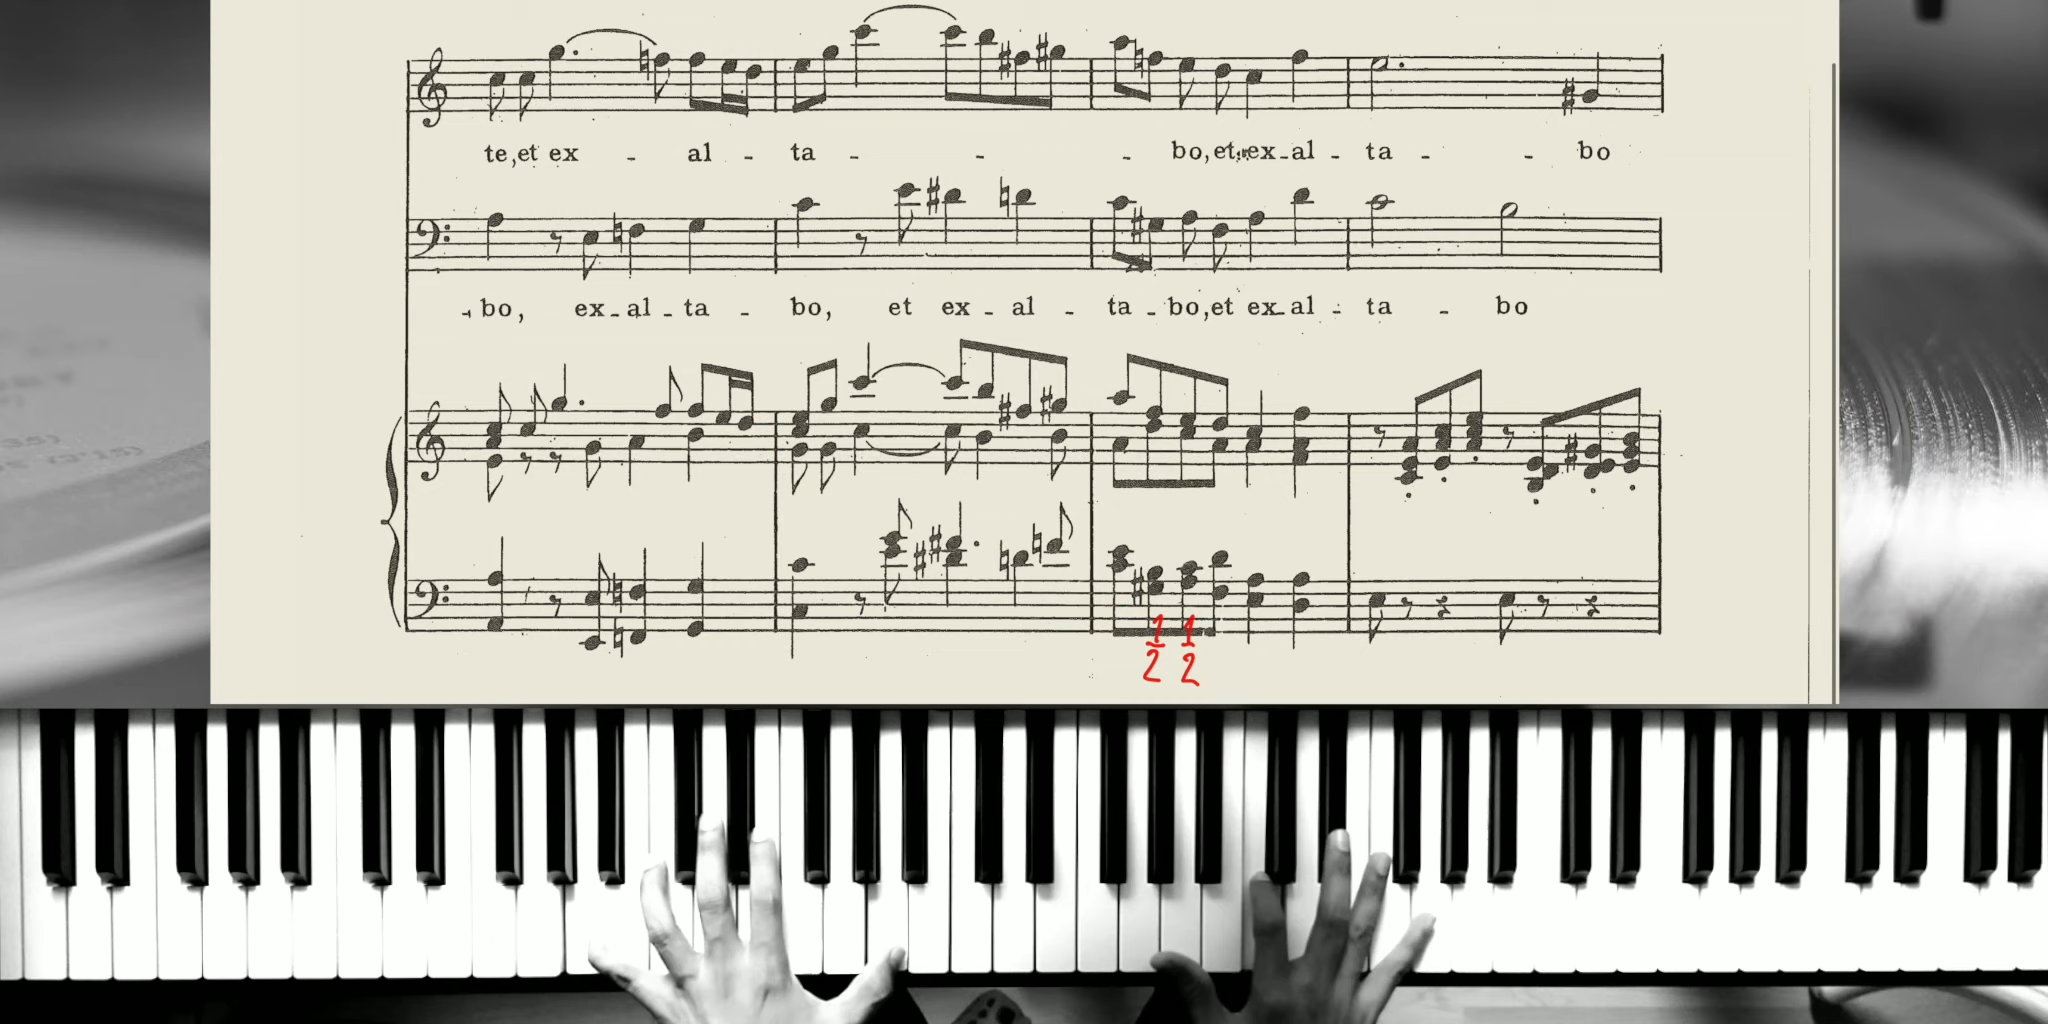 te,et ex - al - ta - - - bo,et ex-al - ta - - bo
- bo, ex-al-ta - bo, et ex - al - ta - bo,et ex-al - ta - bo
1 1
2 2